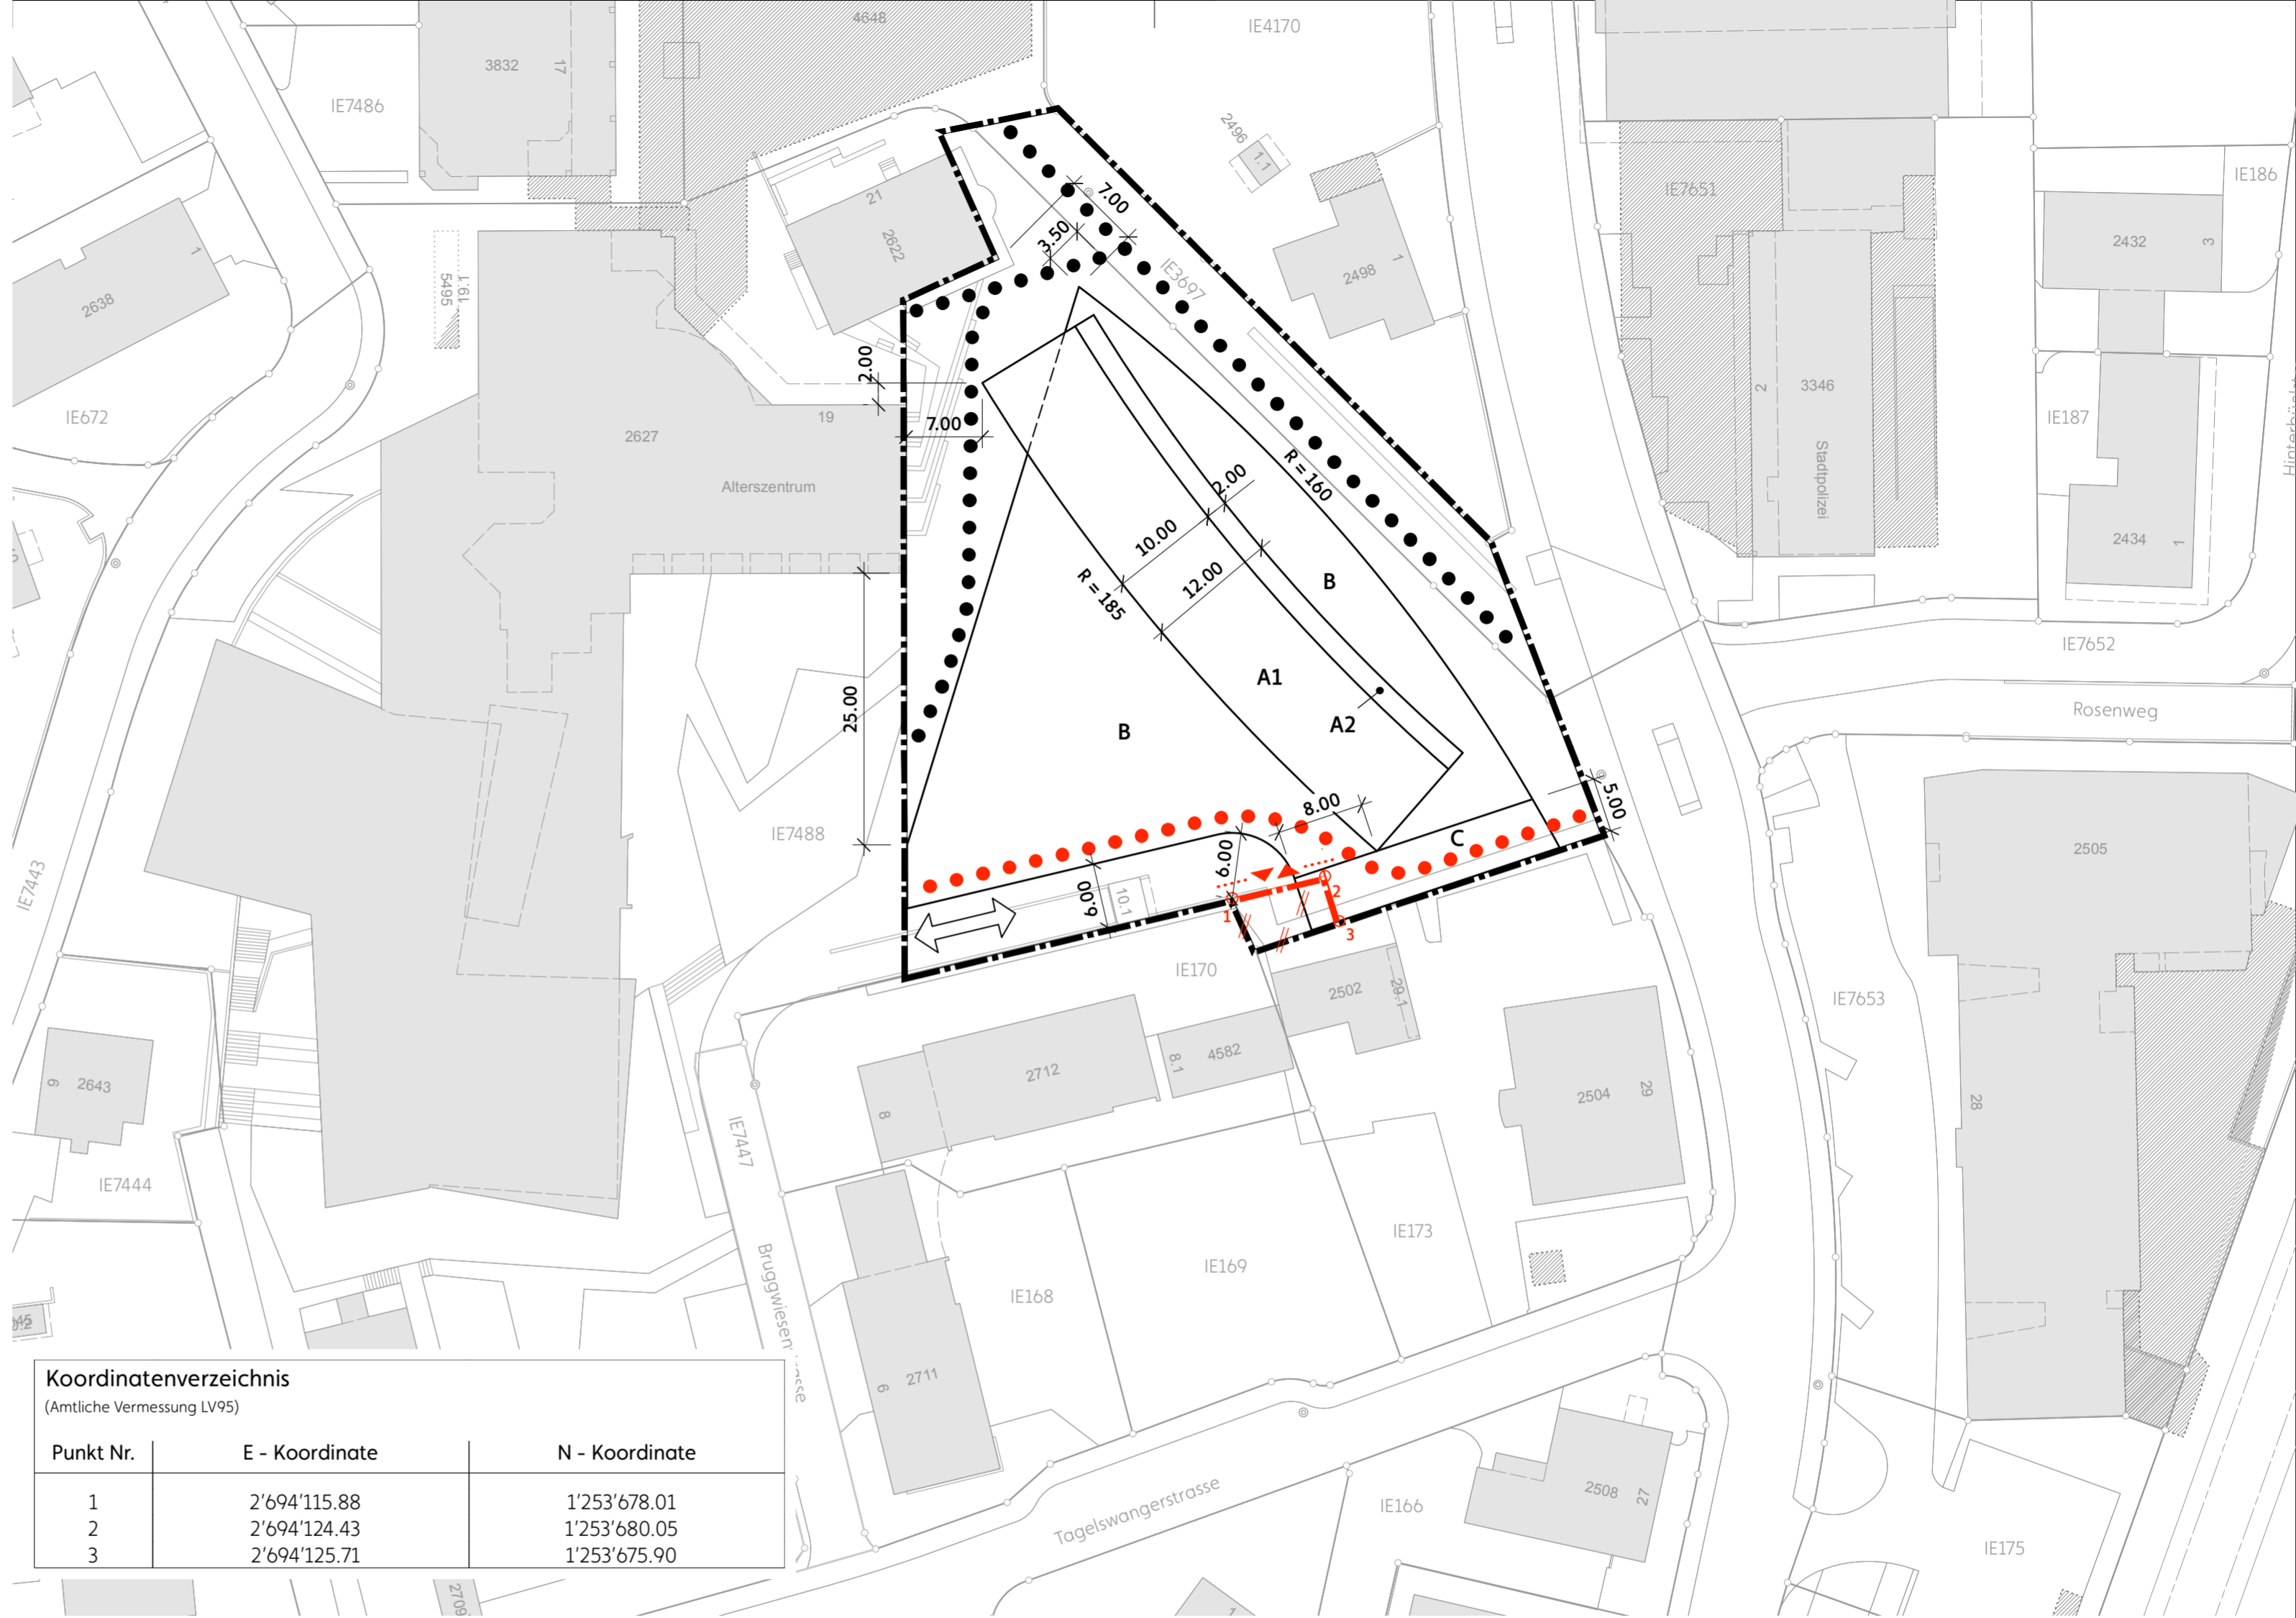 4648
IE4170
3832
17
IE7486
2496
1.1
21
2622
7.00
3.50
IE3697
2498
1
IE7651
IE186
2432
3
2638
1
5495
19.1
IE672
2627
19
Alterszentrum
2.00
7.00
R = 160
2.00
10.00
12.00
R = 185
B
A1
A2
B
25.00
2
3346
Stadtpolizei
IE187
2434
1
IE7652
Rosenweg
IE7488
IE7443
8.00
5.00
C
6.00
6.00
10.1
1
2
3
IE170
2502
29.1
2505
28
IE7653
2643
9
IE7444
IE7447
8
2712
8.1
4582
2504
29
IE173
IE169
IE168
6
2711
Tagelswangerstrasse
IE166
2508
27
IE175
2709
1
Koordinatenverzeichnis
(Amtliche Vermessung LV95)
Punkt Nr. E - Koordinate N - Koordinate
1 2'694'115.88 1'253'678.01
2 2'694'124.43 1'253'680.05
3 2'694'125.71 1'253'675.90